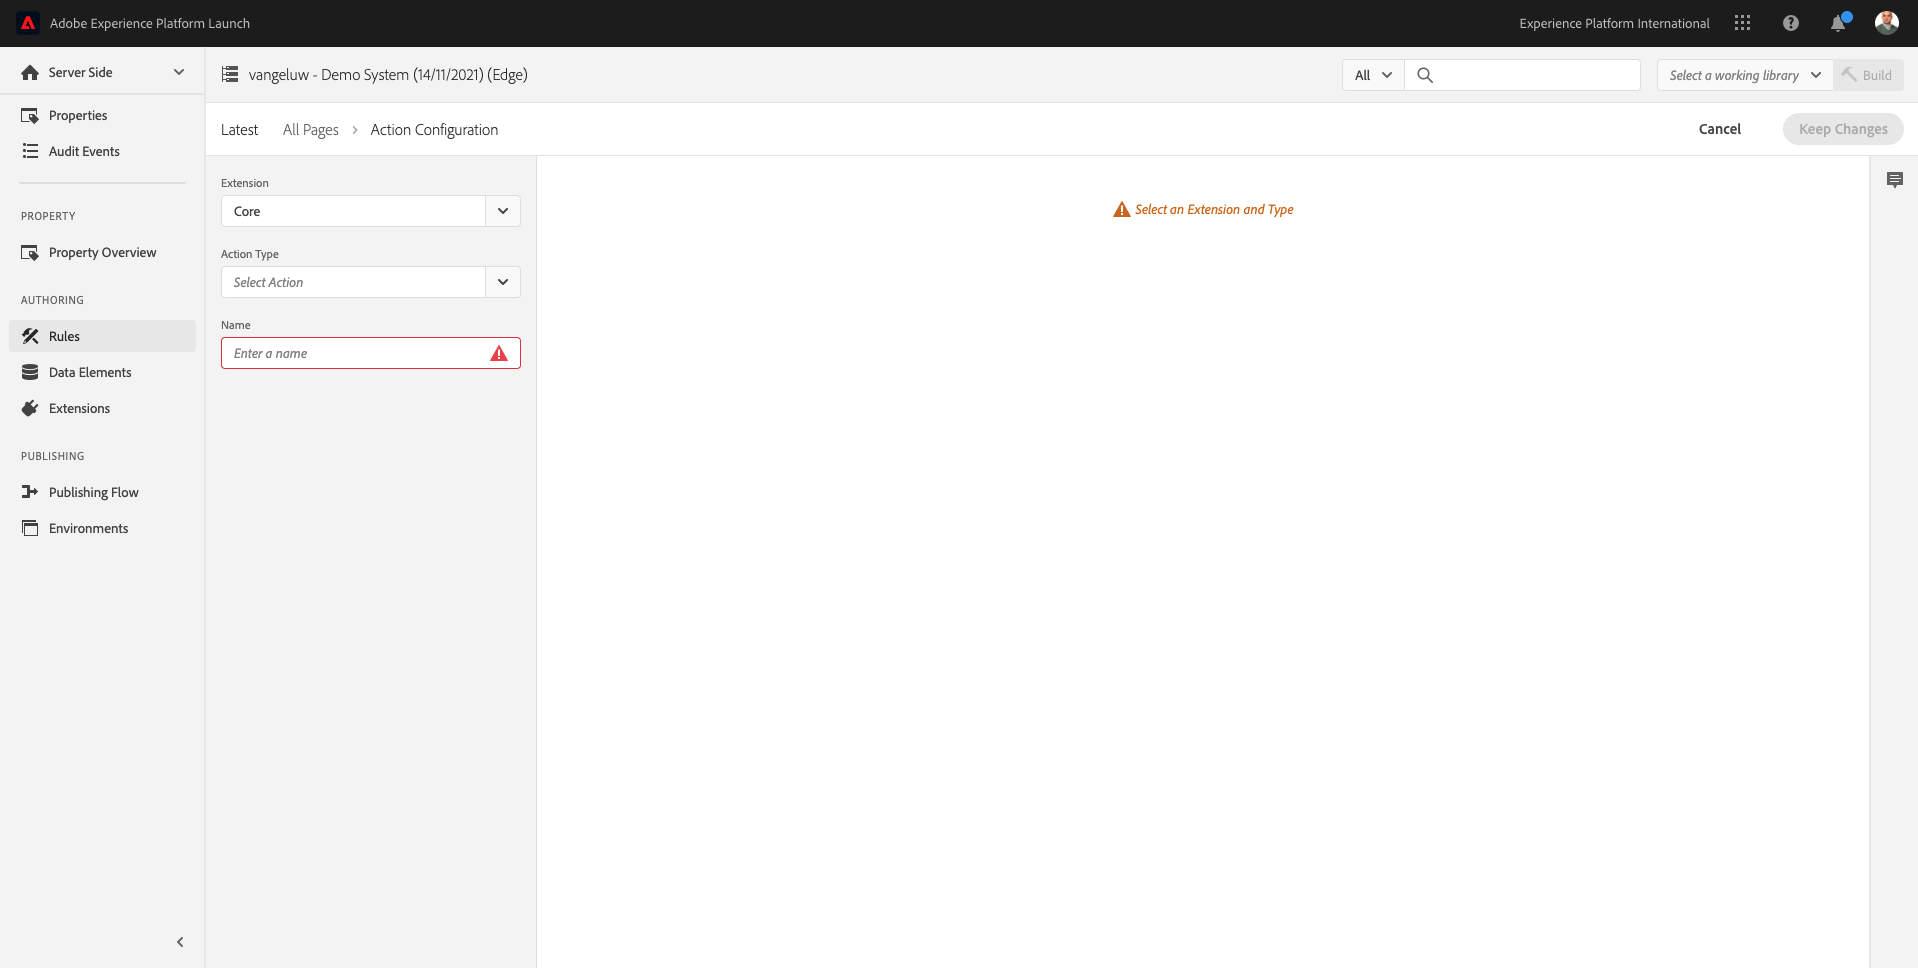 Adobe Experience Platform Launch
Experience Platform International
Server Side
vangeluw - Demo System (14/11/2021) (Edge)
All
Select a working library
Build
Properties
Audit Events
Latest
All Pages
Action Configuration
Cancel
Keep Changes
PROPERTY
Property Overview
AUTHORING
Rules
Data Elements
Extensions
PUBLISHING
Publishing Flow
Environments
Extension
Core
Action Type
Select Action
Name
Enter a name
Select an Extension and Type